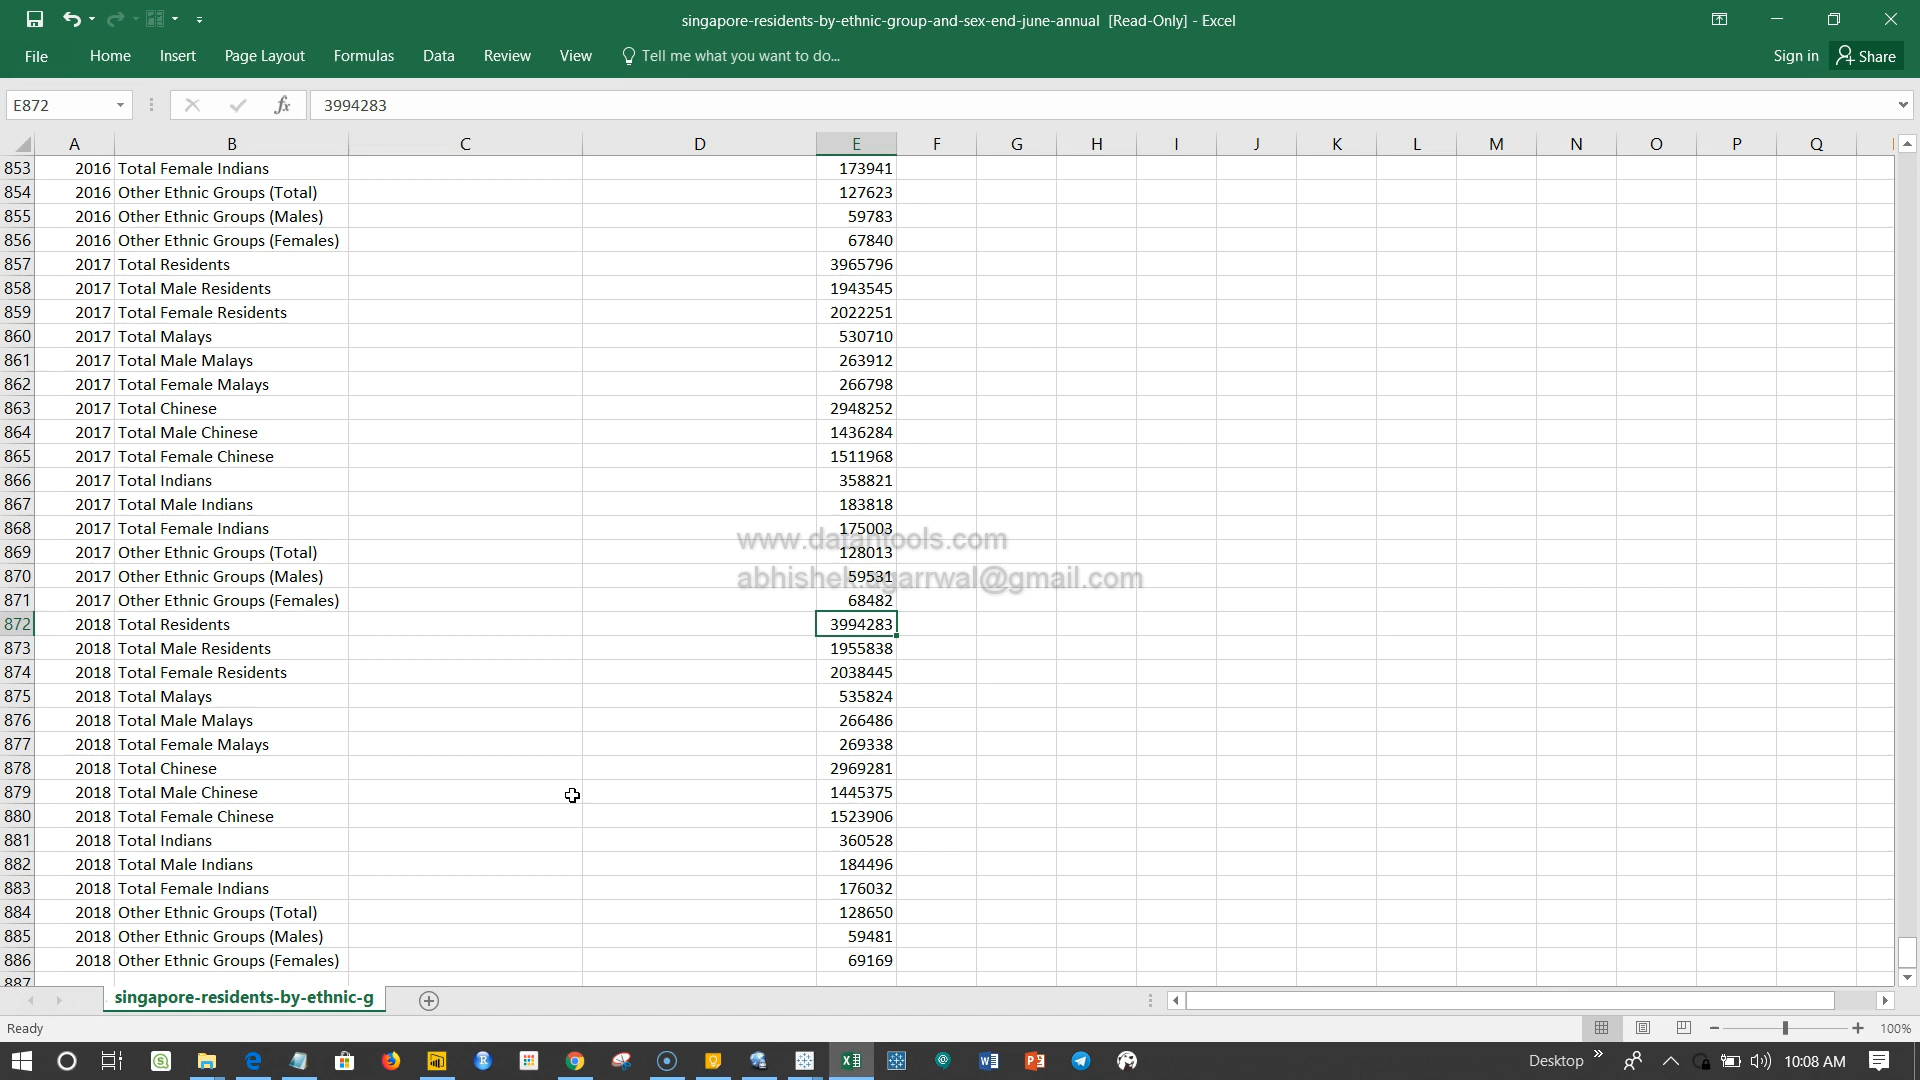 singapore-residents-by-ethnic-group-and-sex-end-june-annual [Read-Only] - Excel
File Home Insert Page Layout Formulas Data Review View Tell me what you want to do... Sign in Share
E872 fx 3994283
A B C D E F G H I J K L M N O P Q
853 2016 Total Female Indians 173941
854 2016 Other Ethnic Groups (Total) 127623
855 2016 Other Ethnic Groups (Males) 59783
856 2016 Other Ethnic Groups (Females) 67840
857 2017 Total Residents 3965796
858 2017 Total Male Residents 1943545
859 2017 Total Female Residents 2022251
860 2017 Total Malays 530710
861 2017 Total Male Malays 263912
862 2017 Total Female Malays 266798
863 2017 Total Chinese 2948252
864 2017 Total Male Chinese 1436284
865 2017 Total Female Chinese 1511968
866 2017 Total Indians 358821
867 2017 Total Male Indians 183818
868 2017 Total Female Indians 175003
www.datantools.com
869 2017 Other Ethnic Groups (Total) 128013
870 2017 Other Ethnic Groups (Males) 59531
abhishek.agarrwal@gmail.com
871 2017 Other Ethnic Groups (Females) 68482
872 2018 Total Residents 3994283
873 2018 Total Male Residents 1955838
874 2018 Total Female Residents 2038445
875 2018 Total Malays 535824
876 2018 Total Male Malays 266486
877 2018 Total Female Malays 269338
878 2018 Total Chinese 2969281
879 2018 Total Male Chinese 1445375
880 2018 Total Female Chinese 1523906
881 2018 Total Indians 360528
882 2018 Total Male Indians 184496
883 2018 Total Female Indians 176032
884 2018 Other Ethnic Groups (Total) 128650
885 2018 Other Ethnic Groups (Males) 59481
886 2018 Other Ethnic Groups (Females) 69169
887
singapore-residents-by-ethnic-g
Ready 100%
Desktop 10:08 AM